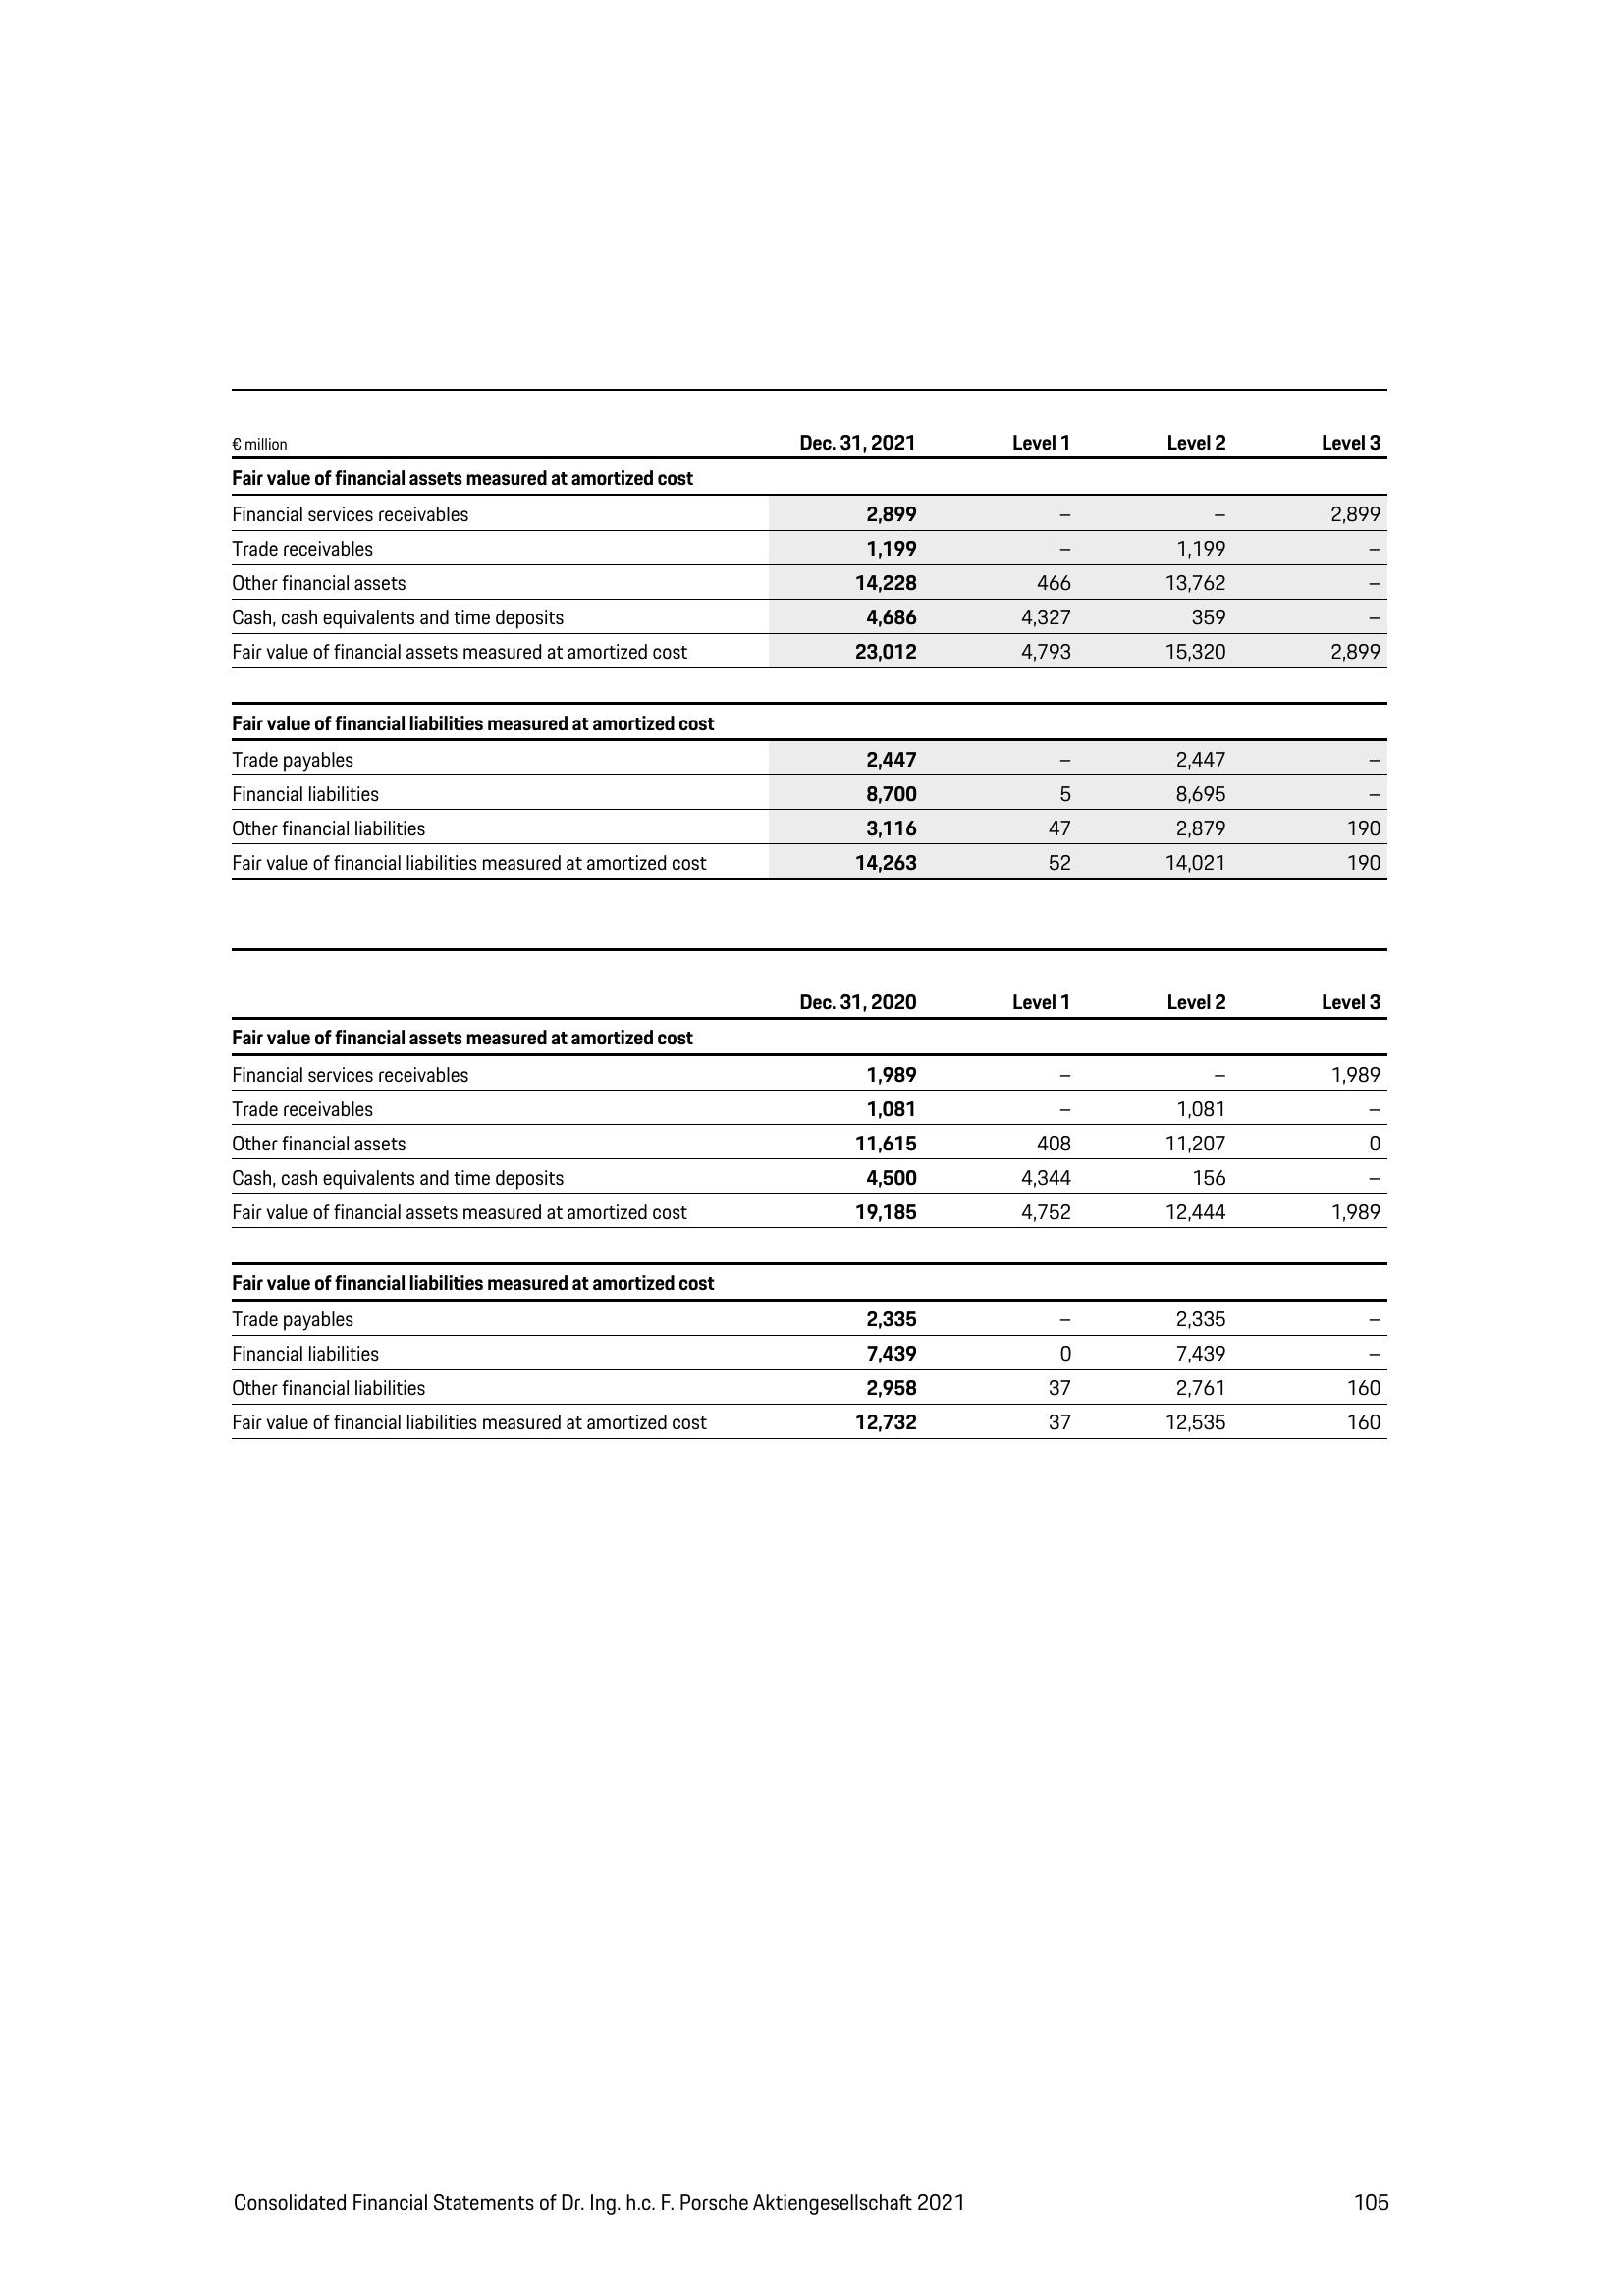 € million Dec. 31, 2021 Level 1 Level 2 Level 3
Fair value of financial assets measured at amortized cost
Financial services receivables 2,899 – – 2,899
Trade receivables 1,199 – 1,199 –
Other financial assets 14,228 466 13,762 –
Cash, cash equivalents and time deposits 4,686 4,327 359 –
Fair value of financial assets measured at amortized cost 23,012 4,793 15,320 2,899
Fair value of financial liabilities measured at amortized cost
Trade payables 2,447 – 2,447 –
Financial liabilities 8,700 5 8,695 –
Other financial liabilities 3,116 47 2,879 190
Fair value of financial liabilities measured at amortized cost 14,263 52 14,021 190
Dec. 31, 2020 Level 1 Level 2 Level 3
Fair value of financial assets measured at amortized cost
Financial services receivables 1,989 – – 1,989
Trade receivables 1,081 – 1,081 –
Other financial assets 11,615 408 11,207 0
Cash, cash equivalents and time deposits 4,500 4,344 156 –
Fair value of financial assets measured at amortized cost 19,185 4,752 12,444 1,989
Fair value of financial liabilities measured at amortized cost
Trade payables 2,335 – 2,335 –
Financial liabilities 7,439 0 7,439 –
Other financial liabilities 2,958 37 2,761 160
Fair value of financial liabilities measured at amortized cost 12,732 37 12,535 160
Consolidated Financial Statements of Dr. Ing. h.c. F. Porsche Aktiengesellschaft 2021 105